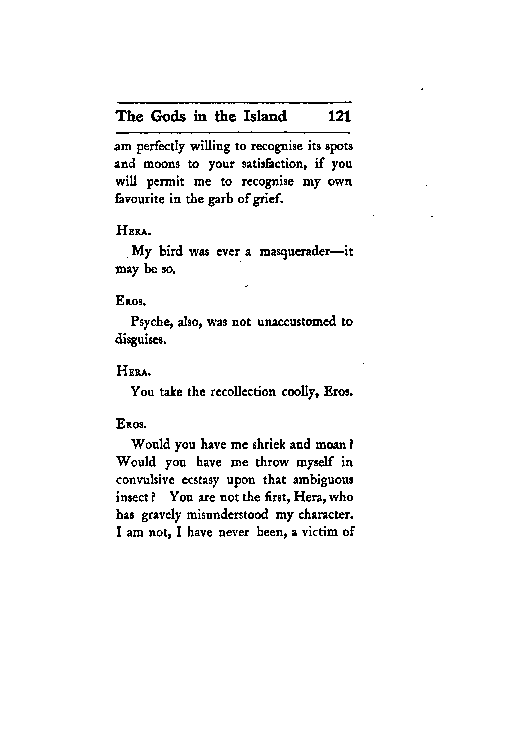 The Gods in the Island 121
am perfectly willing to recognise its spots
and moons to your satisfaction, if you
will permit me to recognise my own
favourite in the garb of grief.
Hera.
My bird was ever a masquerader—it
may be so.
Eros.
Psyche, also, was not unaccustomed to
disguises.
Hera.
You take the recollection coolly, Eros.
Eros.
Would you have me shriek and moan?
Would you have me throw myself in
convulsive ecstasy upon that ambiguous
insect? You are not the first, Hera, who
has gravely misunderstood my character.
I am not, I have never been, a victim of